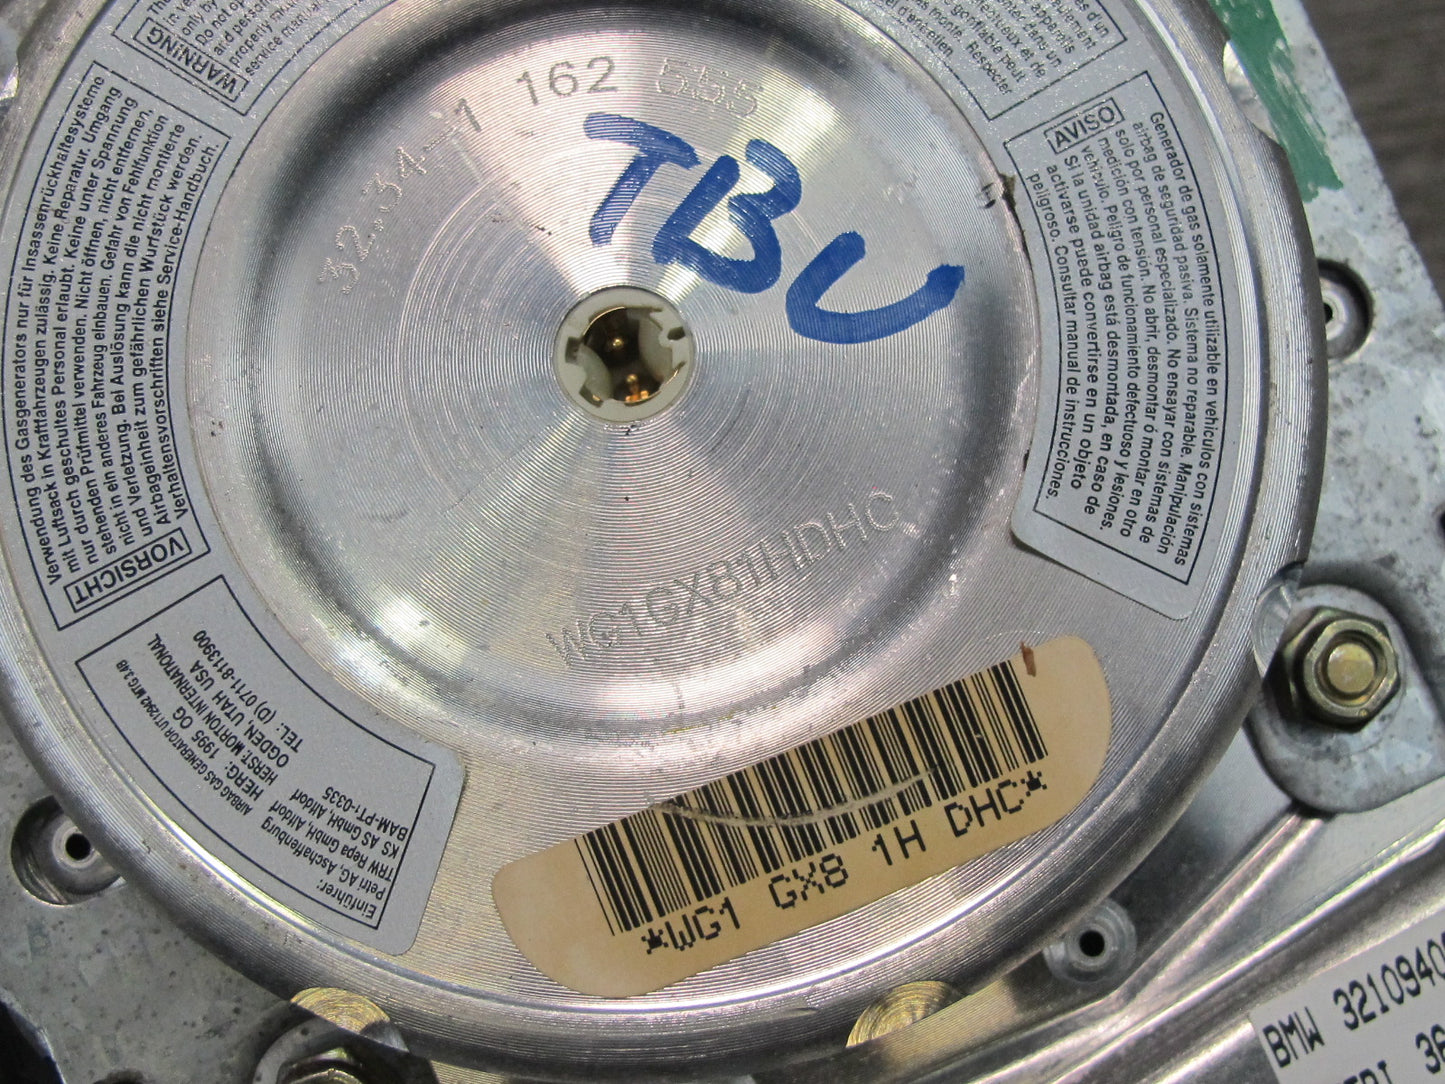 WARNING
service manual
32.34-1 162 555
TBU
WG1GX81HDHC
AVISO
Generador de gas solamente utilizable en vehículos con sistemas
airbag de seguridad pasiva. Sistema no reparable. Manipulación
solo por personal especializado. No ensayar con sistemas de
medición con tensión. No abrir, desmontar ó montar en otro
vehículo. Peligro de funcionamiento defectuoso y lesiones.
Si la unidad airbag está desmontada, en caso de
activarse puede convertirse en un objeto
peligroso. Consultar manual de instrucciones.
VORSICHT
Verwendung des Gasgenerators nur für Insassenrückhaltesysteme
mit Luftsack in Kraftfahrzeugen zulässig. Keine Reparatur. Umgang
nur durch geschultes Personal erlaubt. Keine unter Spannung
stehenden Prüfmittel verwenden. Nicht öffnen, nicht entfernen,
nicht in ein anderes Fahrzeug einbauen. Gefahr von Fehlfunktion
und Verletzung. Bei Auslösung kann die nicht montierte
Airbageinheit zum gefährlichen Wurfstück werden.
Verhaltensvorschriften siehe Service-Handbuch.
Einführer:
Petri AG, Aschaffenburg
TRW Repa GmbH, Alfdorf
KS AS GmbH, Alfdorf
BAM-PT1-0335
AIRBAG GAS GENERATOR
HERG: 1995 OG
HERST: MORTON INTERNATIONAL
OGDEN UTAH USA
TEL.: (D) 0711-8113900
*WG1 GX8 1H DHC*
BMW 3210940